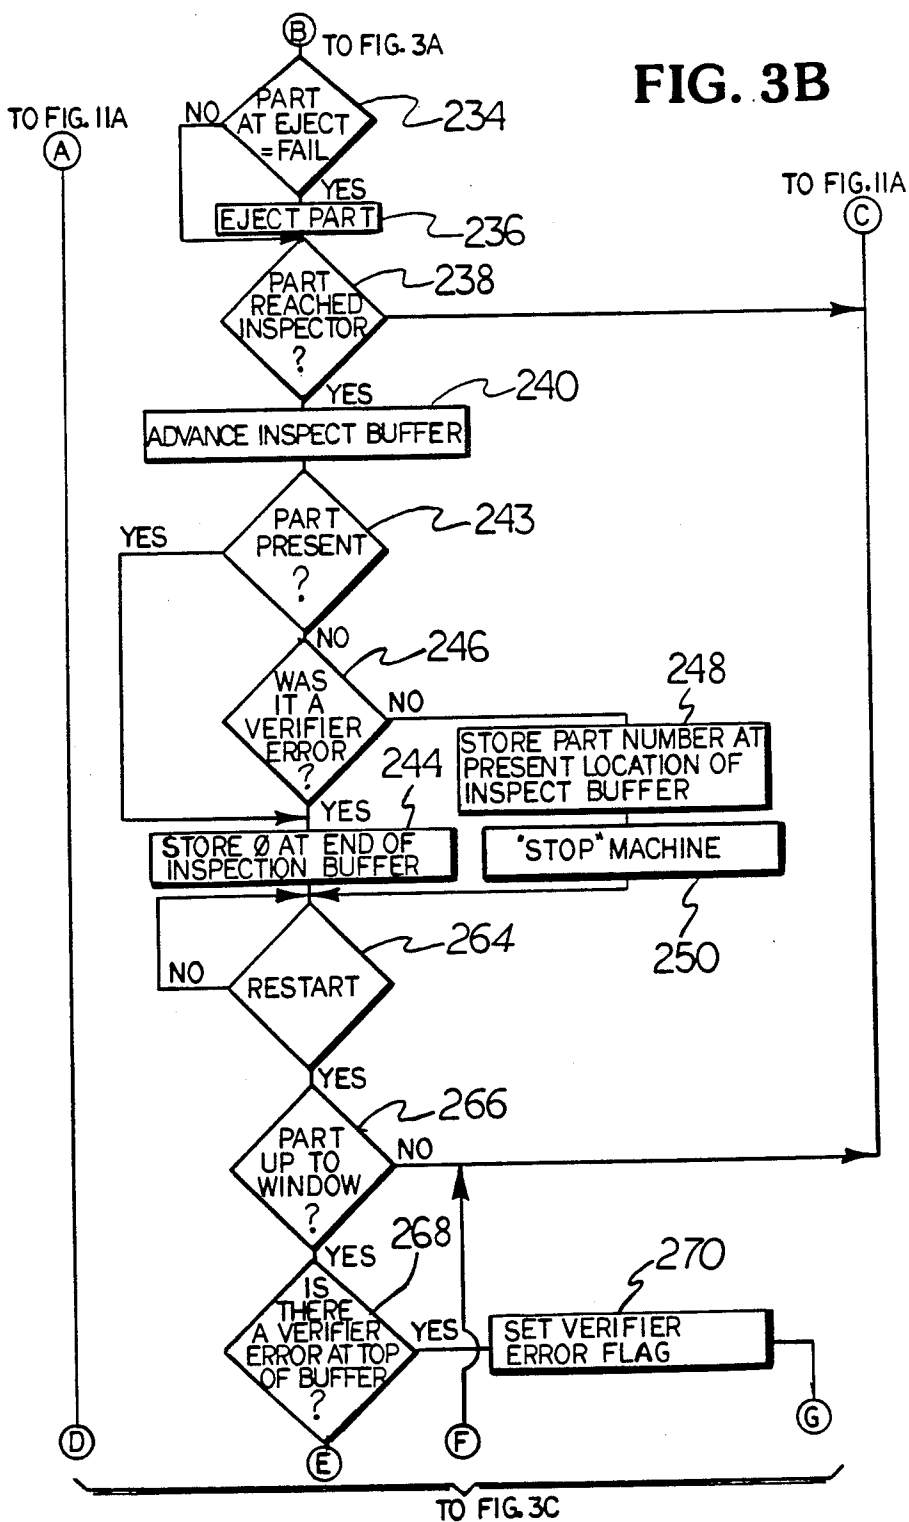 B
TO FIG. 3A
FIG. 3B
PART
AT EJECT
=FAIL
234
NO
TO FIG. 11A
A
YES
EJECT PART
236
TO FIG. 11A
C
PART
REACHED
INSPECTOR
?
238
YES
240
ADVANCE INSPECT BUFFER
PART
PRESENT
?
243
YES
NO
246
WAS
IT A
VERIFIER
ERROR
?
NO
248
STORE PART NUMBER AT
PRESENT LOCATION OF
INSPECT BUFFER
244
YES
STORE Ø AT END OF
INSPECTION BUFFER
"STOP" MACHINE
250
264
RESTART
NO
YES
266
PART
UP TO
WINDOW
?
NO
268
YES
IS
THERE
A VERIFIER
ERROR AT TOP
OF BUFFER
?
YES
270
SET VERIFIER
ERROR FLAG
D
E
F
G
TO FIG. 3C